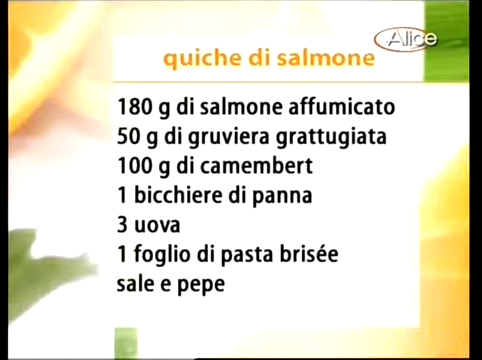 Alice
quiche di salmone
180 g di salmone affumicato
50 g di gruviera grattugiata
100 g di camembert
1 bicchiere di panna
3 uova
1 foglio di pasta brisée
sale e pepe